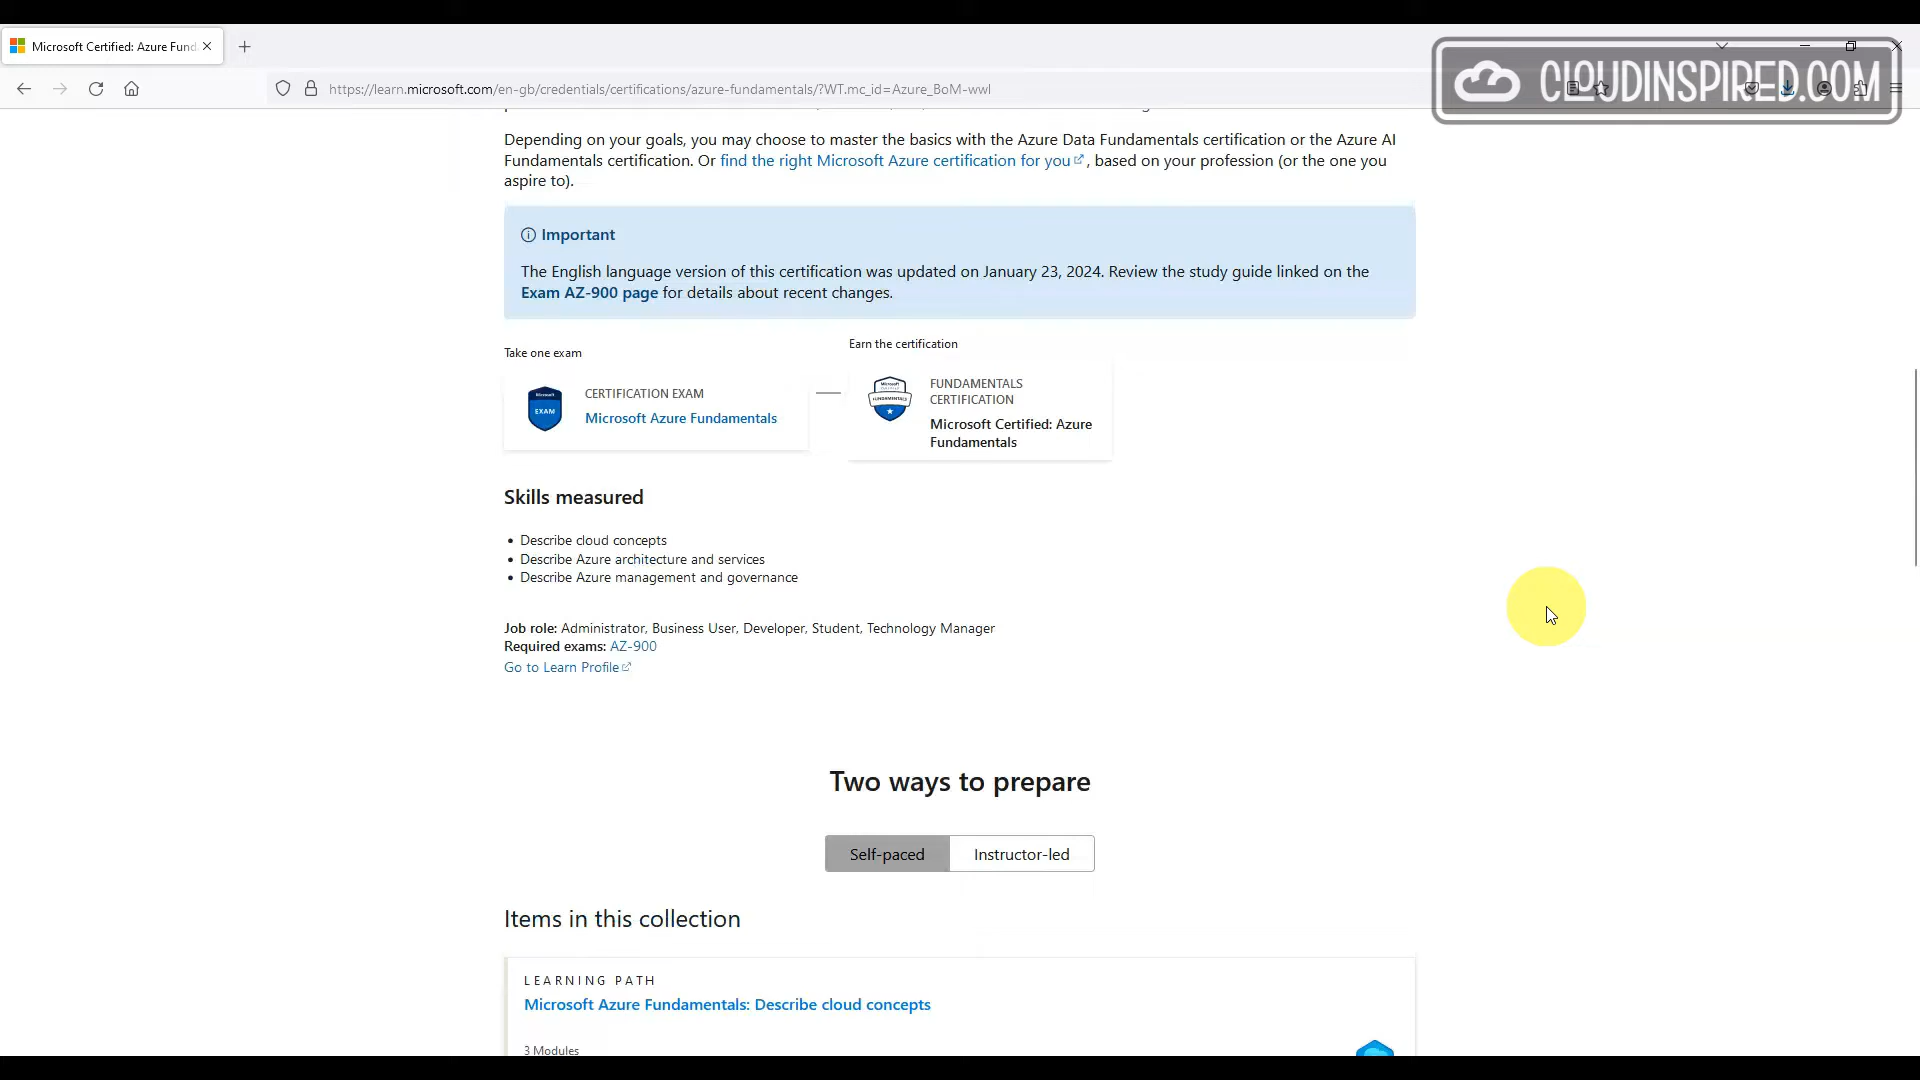 Microsoft Certified: Azure Fund
https://learn.microsoft.com/en-gb/credentials/certifications/azure-fundamentals/?WT.mc_id=Azure_BoM-wwl
CLOUDINSPIRED.COM
Depending on your goals, you may choose to master the basics with the Azure Data Fundamentals certification or the Azure AI
Fundamentals certification. Or find the right Microsoft Azure certification for you, based on your profession (or the one you
aspire to).
Important
The English language version of this certification was updated on January 23, 2024. Review the study guide linked on the
Exam AZ-900 page for details about recent changes.
Take one exam
Earn the certification
Microsoft
EXAM
CERTIFICATION EXAM
Microsoft Azure Fundamentals
Microsoft
FUNDAMENTALS
FUNDAMENTALS
CERTIFICATION
Microsoft Certified: Azure
Fundamentals
Skills measured
• Describe cloud concepts
• Describe Azure architecture and services
• Describe Azure management and governance
Job role: Administrator, Business User, Developer, Student, Technology Manager
Required exams: AZ-900
Go to Learn Profile
Two ways to prepare
Self-paced
Instructor-led
Items in this collection
LEARNING PATH
Microsoft Azure Fundamentals: Describe cloud concepts
3 Modules